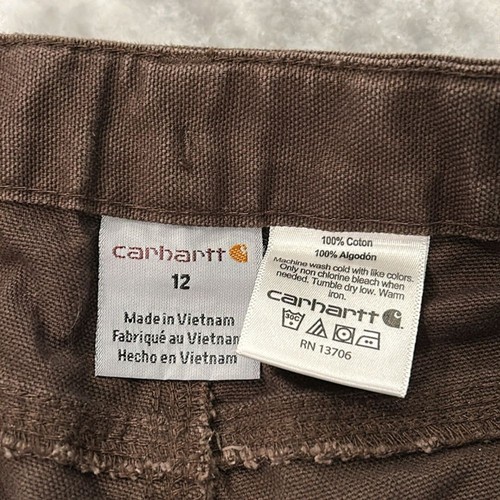 carhartt
12
Made in Vietnam
Fabriqué au Vietnam
Hecho en Vietnam
100% Coton
100% Algodón
Machine wash cold with like colors.
Only non chlorine bleach when
needed. Tumble dry low. Warm
iron.
carhartt
30C
RN 13706